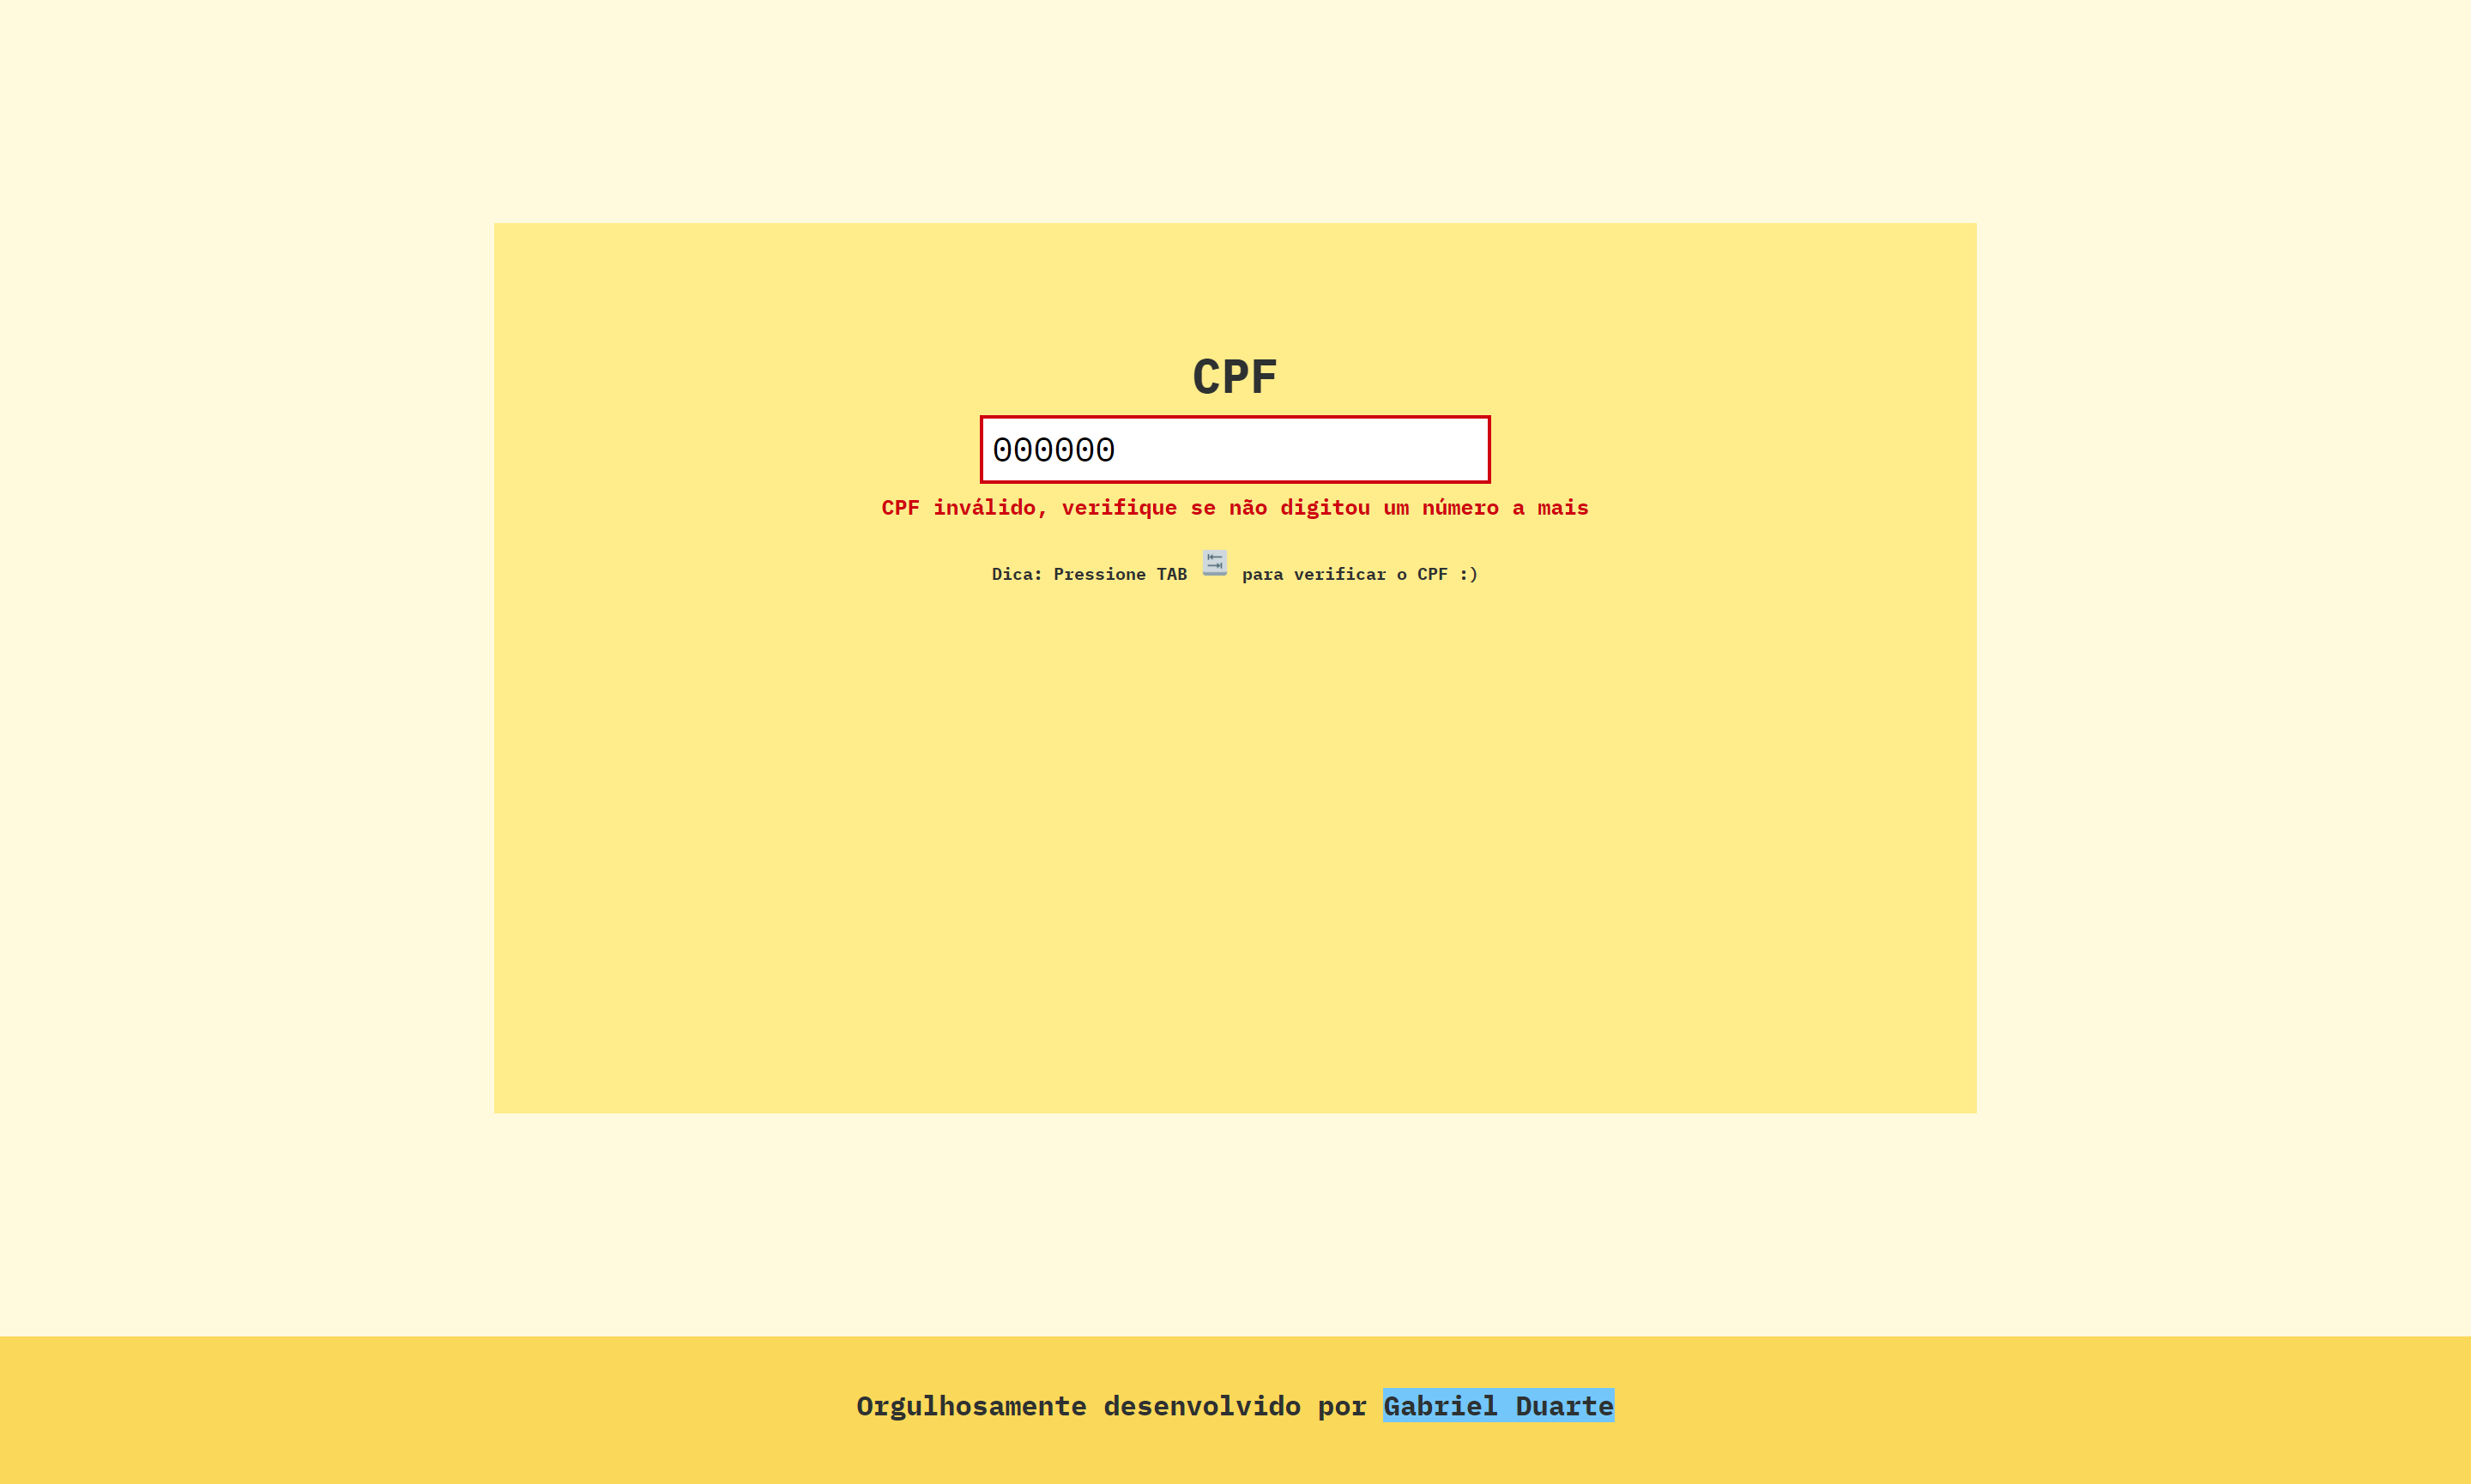 CPF
000000
CPF inválido, verifique se não digitou um número a mais
Dica: Pressione TAB para verificar o CPF :)
Orgulhosamente desenvolvido por Gabriel Duarte